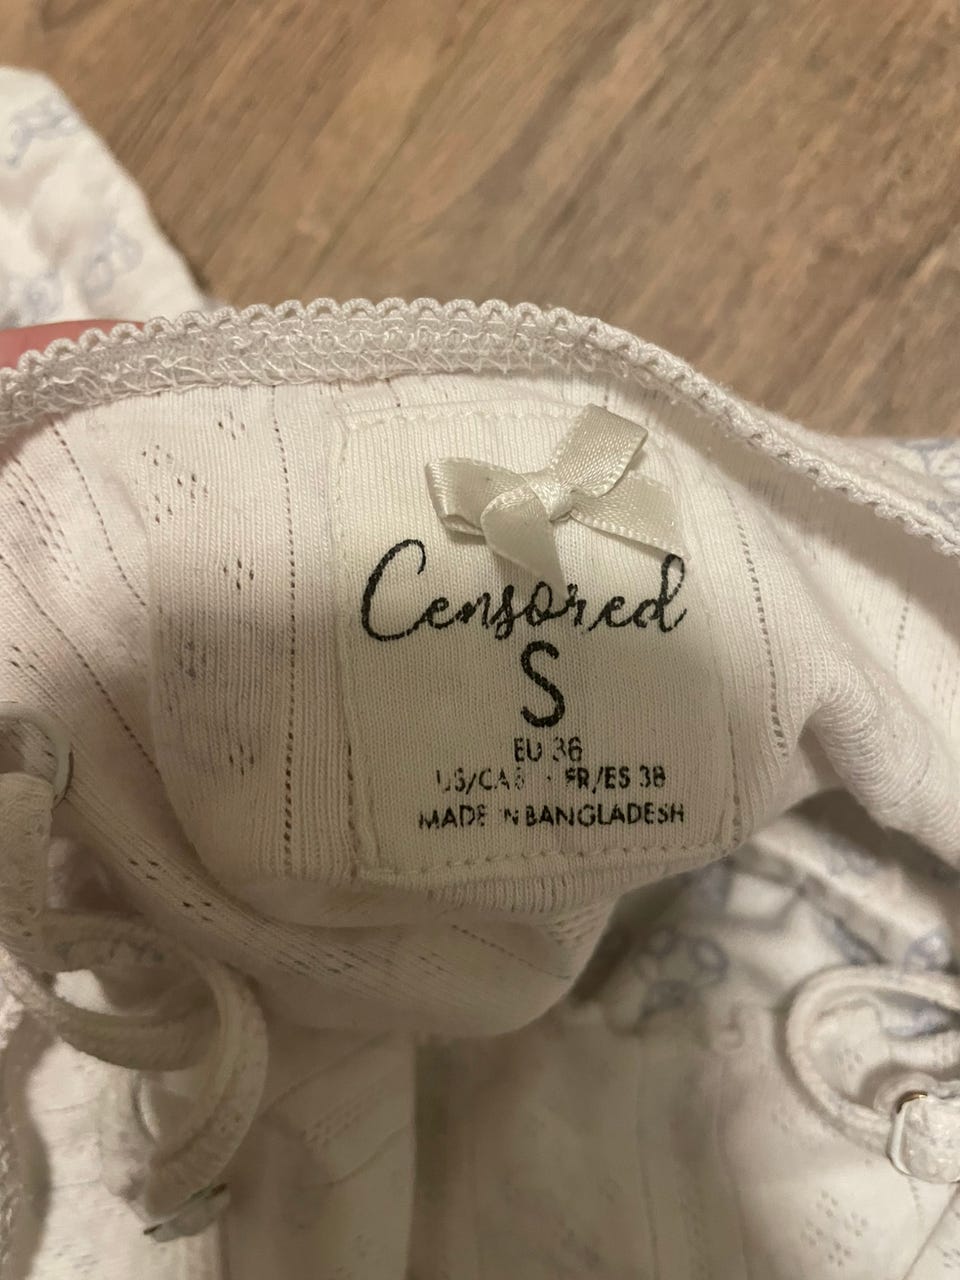 Censored
S
EU 36
US/CA FR/ES 38
MADE IN BANGLADESH